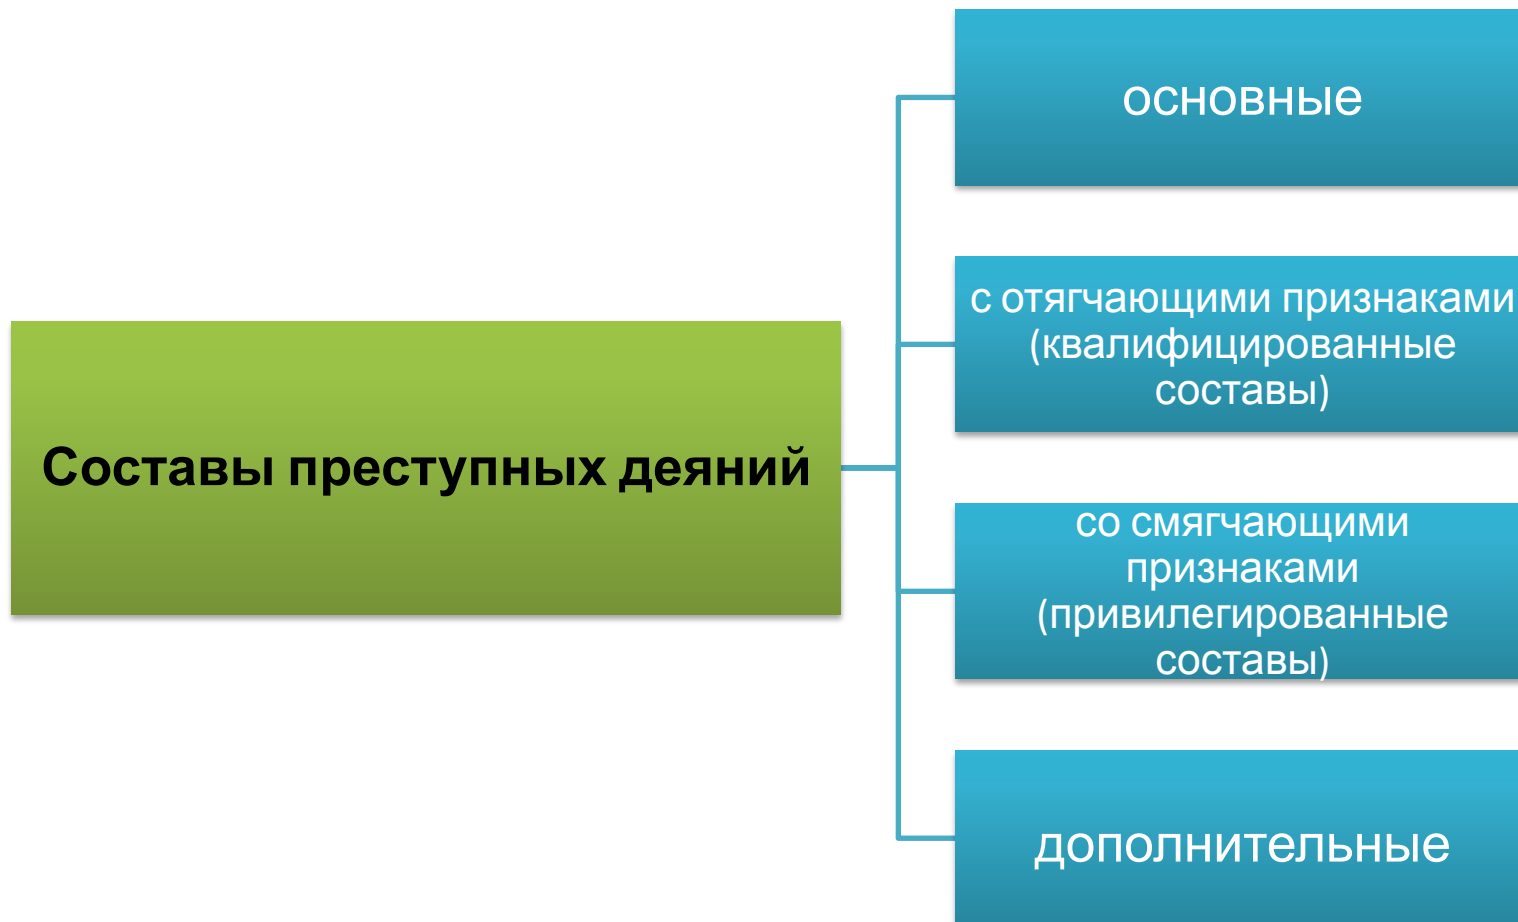 основные
с отягчающими признаками
(квалифицированные
составы)
Составы преступных деяний
со смягчающими
признаками
(привилегированные
составы)
дополнительные